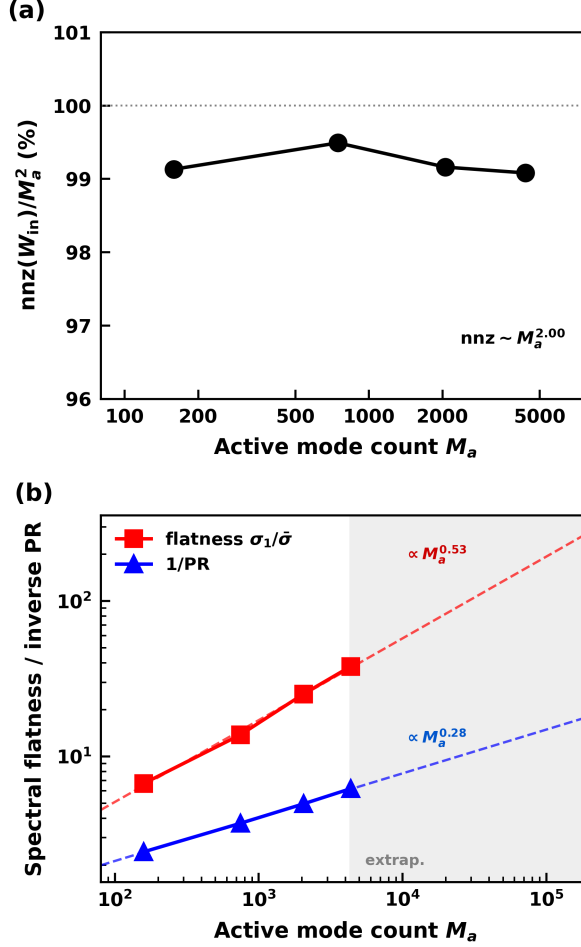 (a)
101
100
99
98
97
96
nnz(W_in)/M_a^2 (%)
nnz ~ M_a^2.00
100 200 500 1000 2000 5000
Active mode count M_a
(b)
Spectral flatness / inverse PR
10^2
10^1
flatness σ_1/σ̄
1/PR
∝ M_a^0.53
∝ M_a^0.28
extrap.
10^2 10^3 10^4 10^5
Active mode count M_a